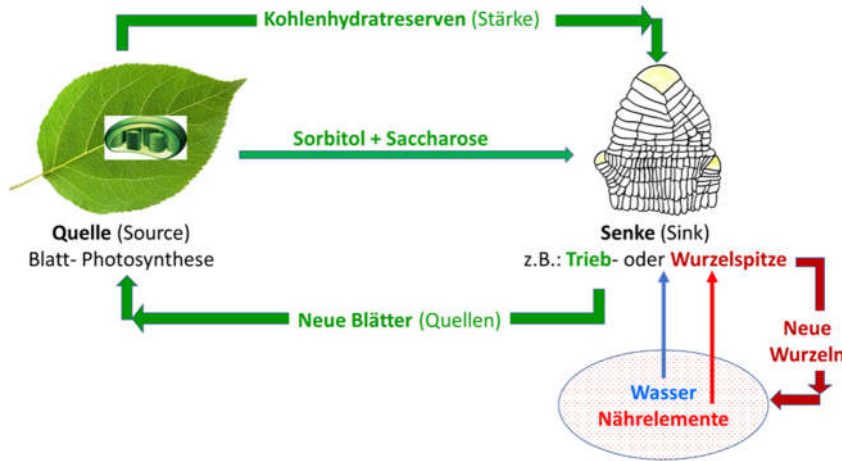 Kohlenhydratreserven (Stärke)
Sorbitol + Saccharose
Quelle (Source)
Blatt- Photosynthese
Senke (Sink)
z.B.: Trieb- oder Wurzelspitze
Neue Blätter (Quellen)
Neue
Wurzeln
Wasser
Nährelemente